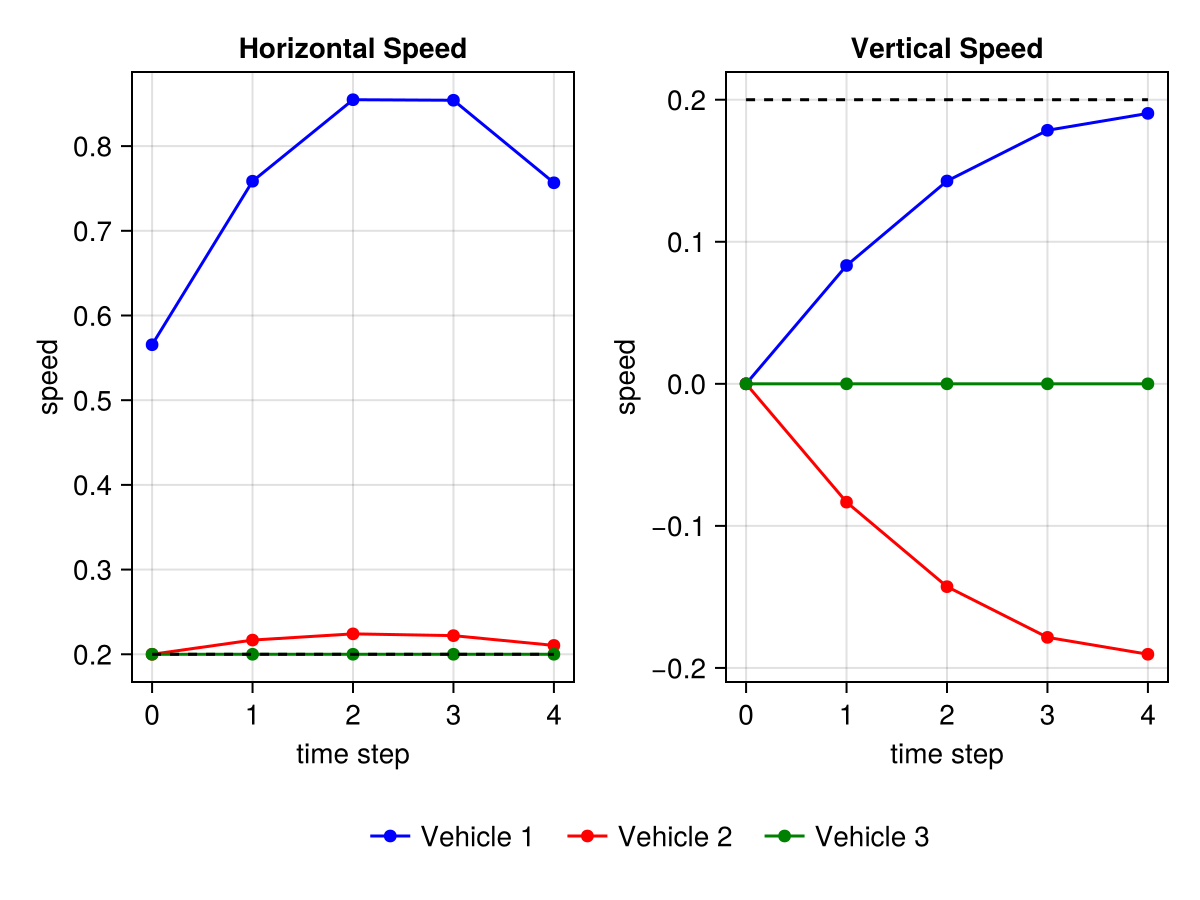 Horizontal Speed
speed
0.8
0.7
0.6
0.5
0.4
0.3
0.2
0 1 2 3 4
time step
Vertical Speed
speed
0.2
0.1
0.0
−0.1
−0.2
0 1 2 3 4
time step
Vehicle 1 Vehicle 2 Vehicle 3